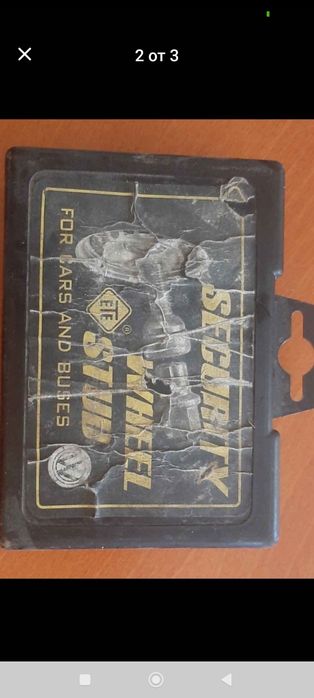 2 от 3
SECURITY
WHEEL
STUD
ETE
®
FOR CARS AND BUSES